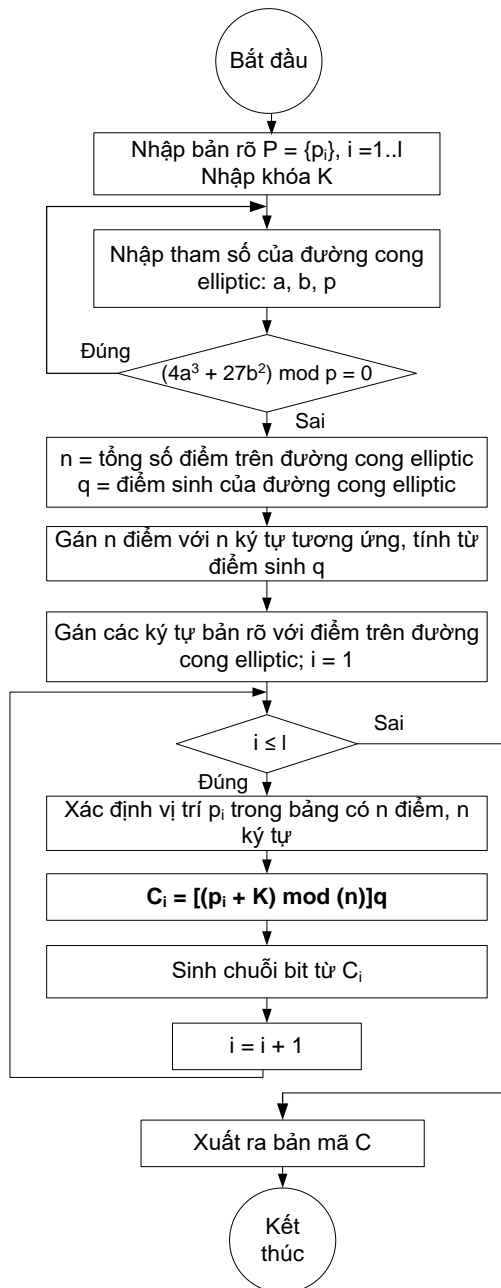 Bắt đầu
Nhập bản rõ P = {pᵢ}, i =1..l
Nhập khóa K
Nhập tham số của đường cong
elliptic: a, b, p
Đúng
(4a³ + 27b²) mod p = 0
Sai
n = tổng số điểm trên đường cong elliptic
q = điểm sinh của đường cong elliptic
Gán n điểm với n ký tự tương ứng, tính từ
điểm sinh q
Gán các ký tự bản rõ với điểm trên đường
cong elliptic; i = 1
Sai
i ≤ l
Đúng
Xác định vị trí pᵢ trong bảng có n điểm, n
ký tự
Cᵢ = [(pᵢ + K) mod (n)]q
Sinh chuỗi bit từ Cᵢ
i = i + 1
Xuất ra bản mã C
Kết
thúc